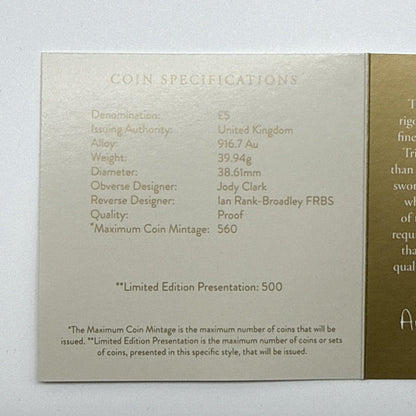 COIN SPECIFICATIONS
Denomination: £5
Issuing Authority: United Kingdom
Alloy: 916.7 Au
Weight: 39.94g
Diameter: 38.61mm
Obverse Designer: Jody Clark
Reverse Designer: Ian Rank-Broadley FRBS
Quality: Proof
*Maximum Coin Mintage: 560
**Limited Edition Presentation: 500
*The Maximum Coin Mintage is the maximum number of coins that will be
issued. **Limited Edition Presentation is the maximum number of coins or sets
of coins, presented in this specific style, that will be issued.
than
of